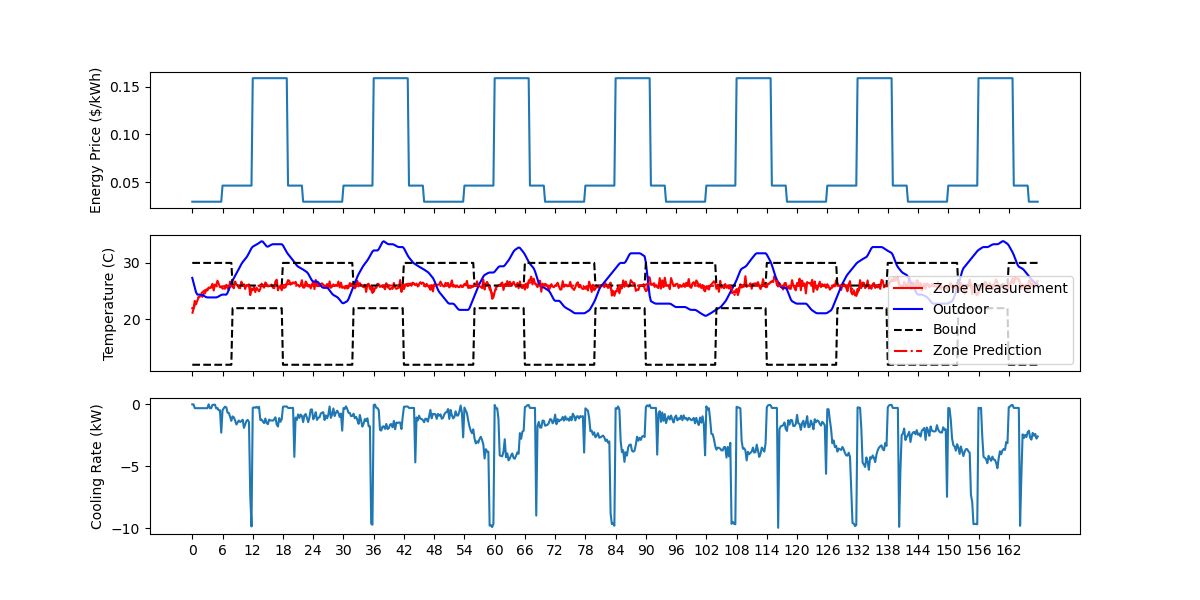 Energy Price ($/kWh)
0.15
0.10
0.05
Temperature (C)
30
20
Zone Measurement
Outdoor
Bound
Zone Prediction
Cooling Rate (kW)
0
−5
−10
0 6 12 18 24 30 36 42 48 54 60 66 72 78 84 90 96 102 108 114 120 126 132 138 144 150 156 162